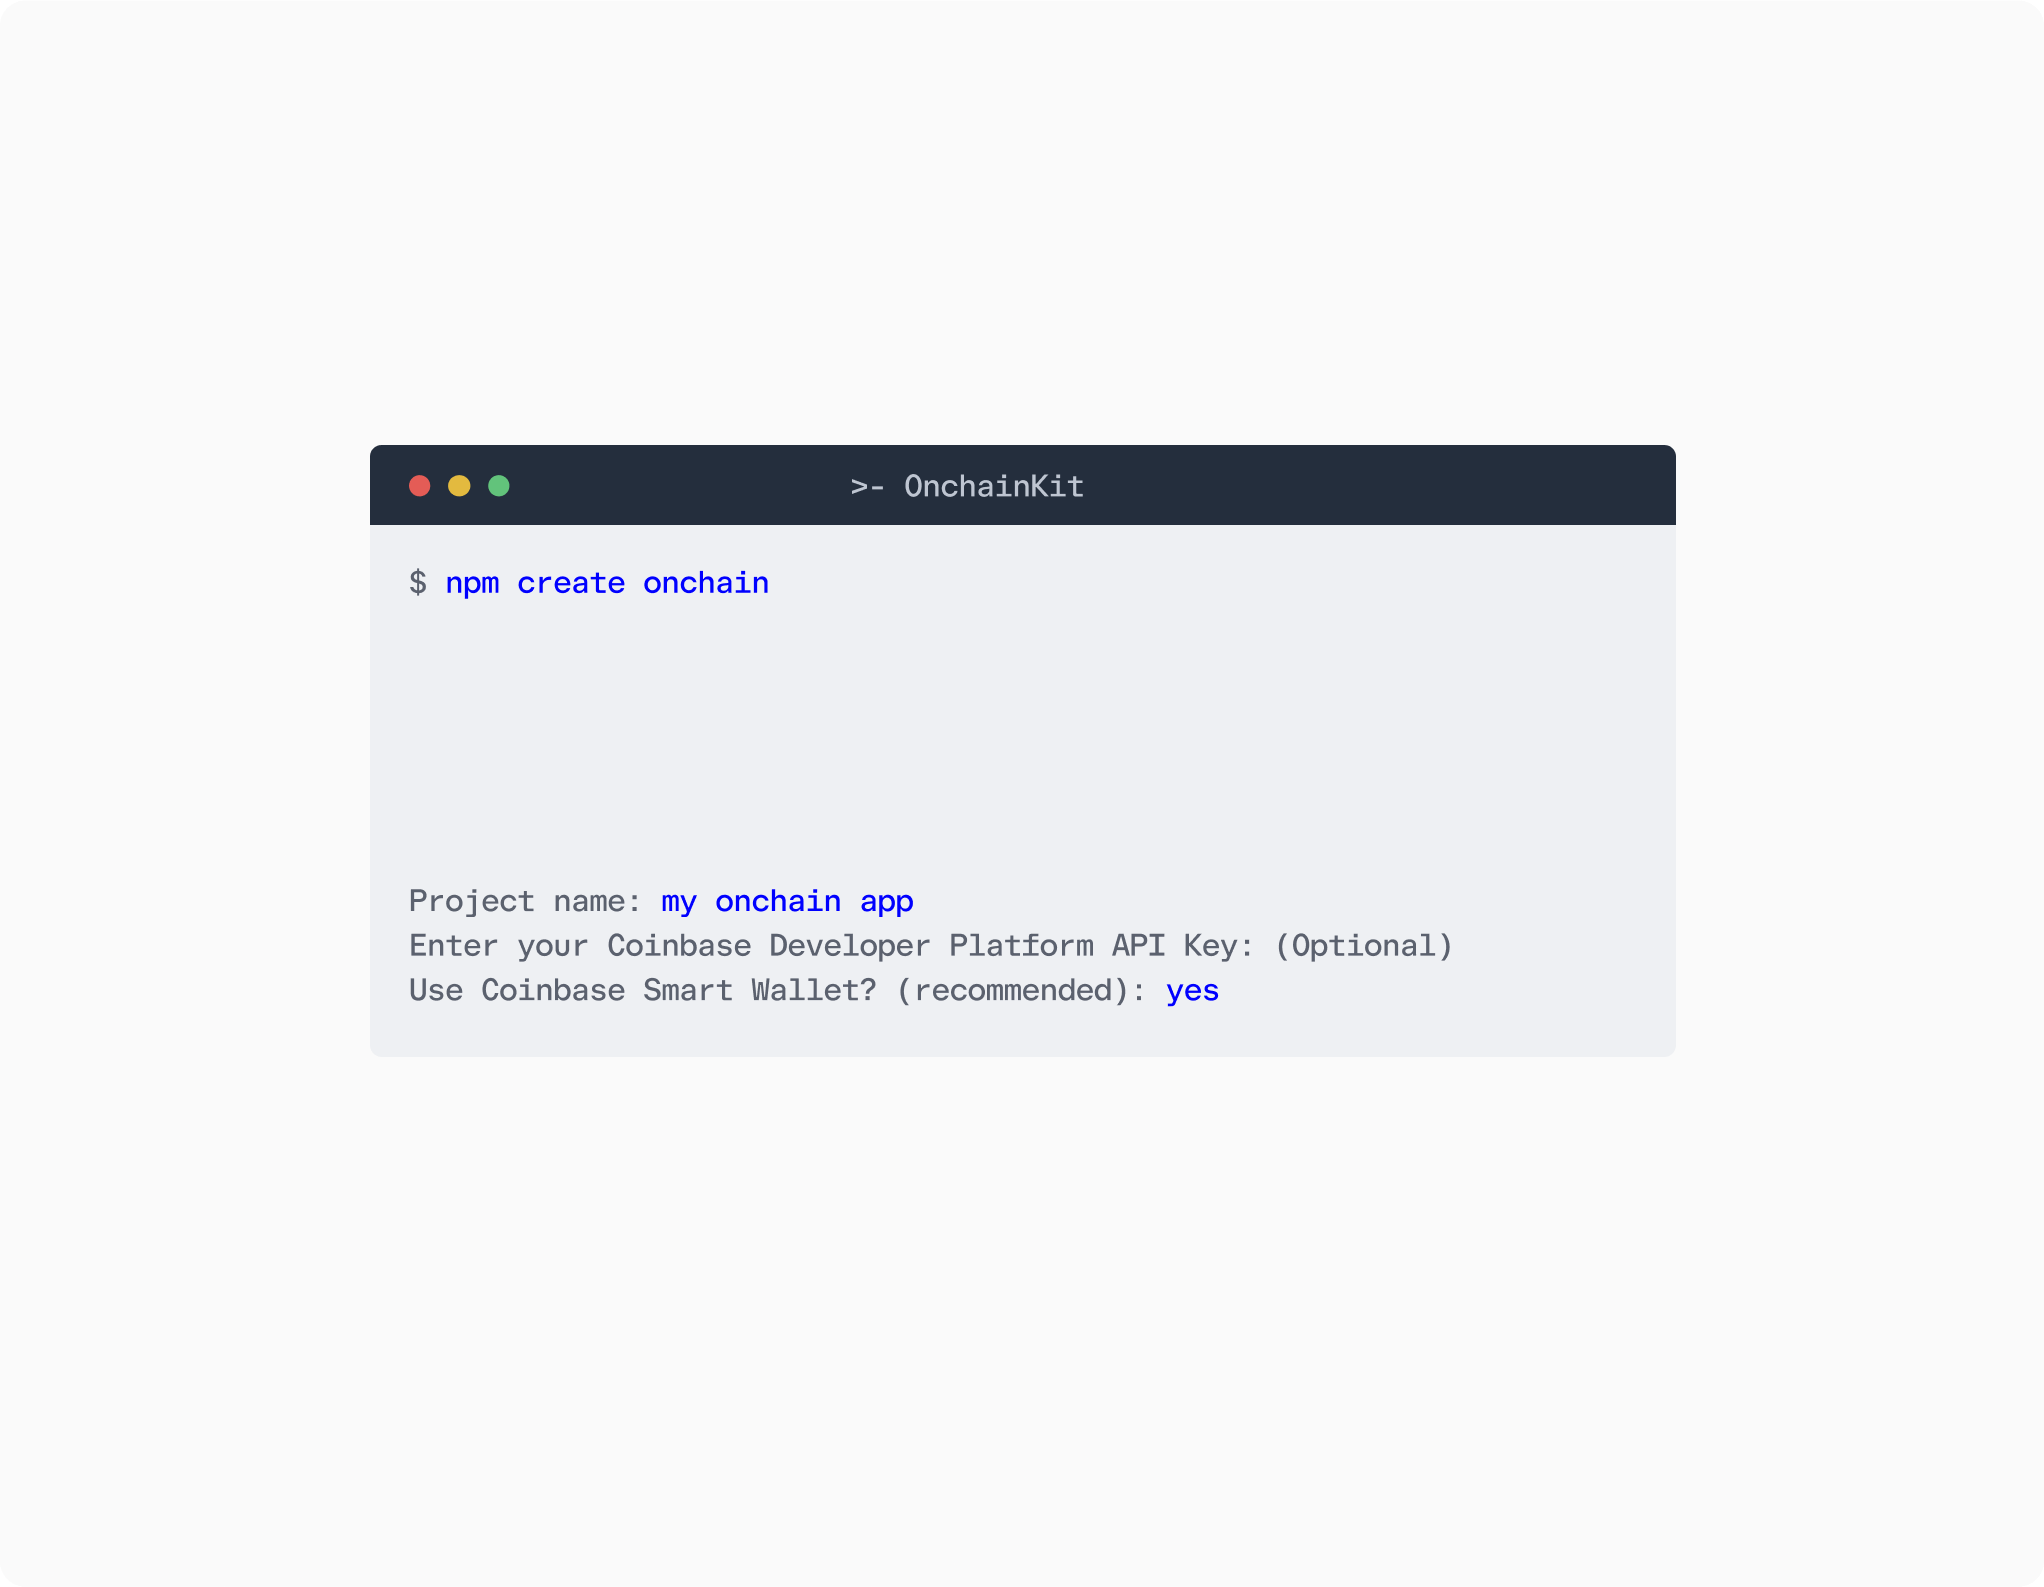 >- OnchainKit
$ npm create onchain
Project name: my onchain app
Enter your Coinbase Developer Platform API Key: (Optional)
Use Coinbase Smart Wallet? (recommended): yes